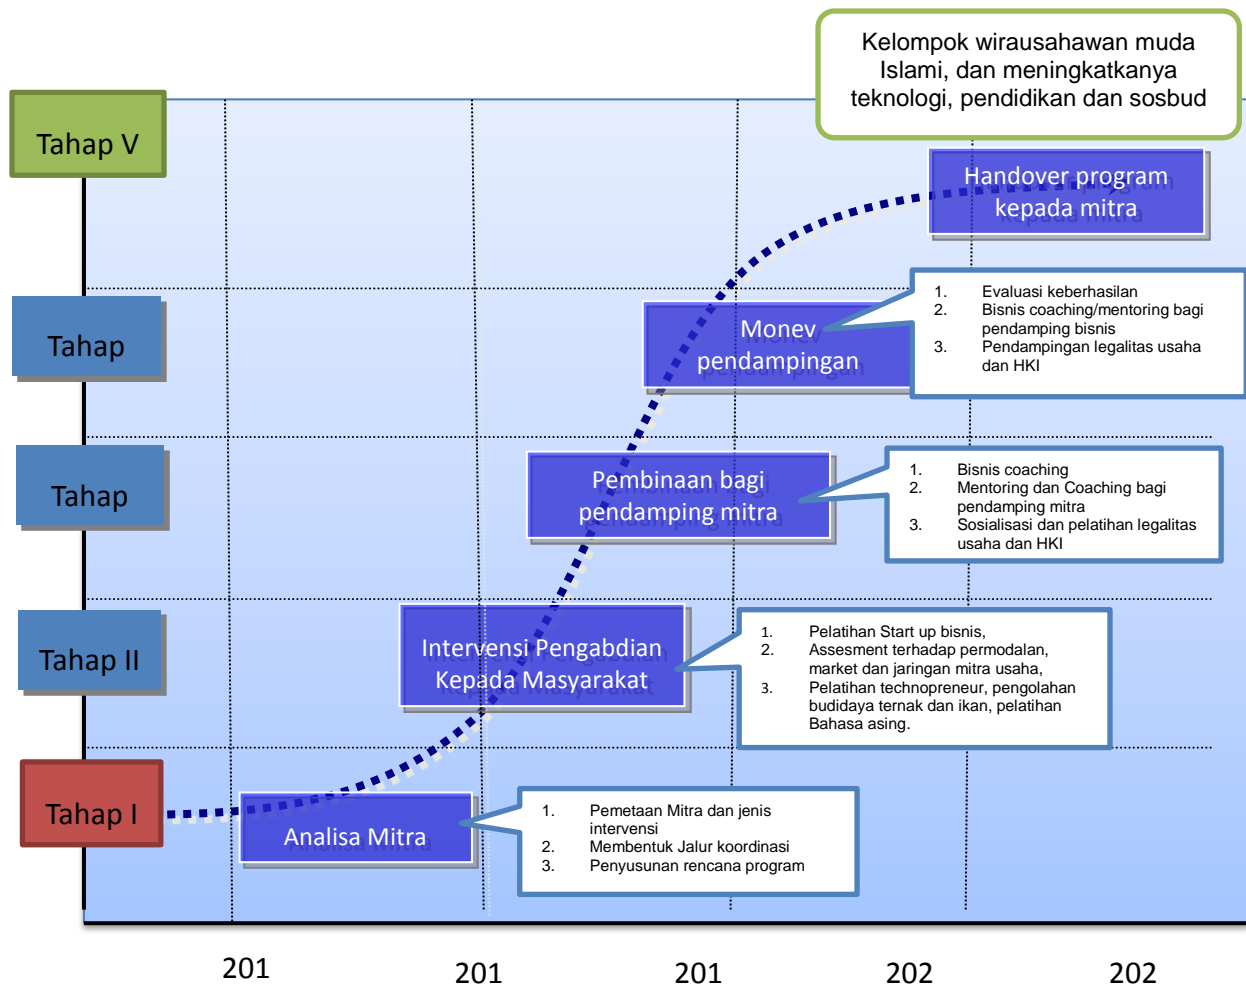 Kelompok wirausahawan muda
Islami, dan meningkatkanya
teknologi, pendidikan dan sosbud
Tahap V
Handover program
kepada mitra
Tahap
Monev
pendampingan
1. Evaluasi keberhasilan
2. Bisnis coaching/mentoring bagi
pendamping bisnis
3. Pendampingan legalitas usaha
dan HKI
Tahap
Pembinaan bagi
pendamping mitra
1. Bisnis coaching
2. Mentoring dan Coaching bagi
pendamping mitra
3. Sosialisasi dan pelatihan legalitas
usaha dan HKI
Tahap II
Intervensi Pengabdian
Kepada Masyarakat
1. Pelatihan Start up bisnis,
2. Assesment terhadap permodalan,
market dan jaringan mitra usaha,
3. Pelatihan technopreneur, pengolahan
budidaya ternak dan ikan, pelatihan
Bahasa asing.
Tahap I
Analisa Mitra
1. Pemetaan Mitra dan jenis
intervensi
2. Membentuk Jalur koordinasi
3. Penyusunan rencana program
201
201
201
202
202